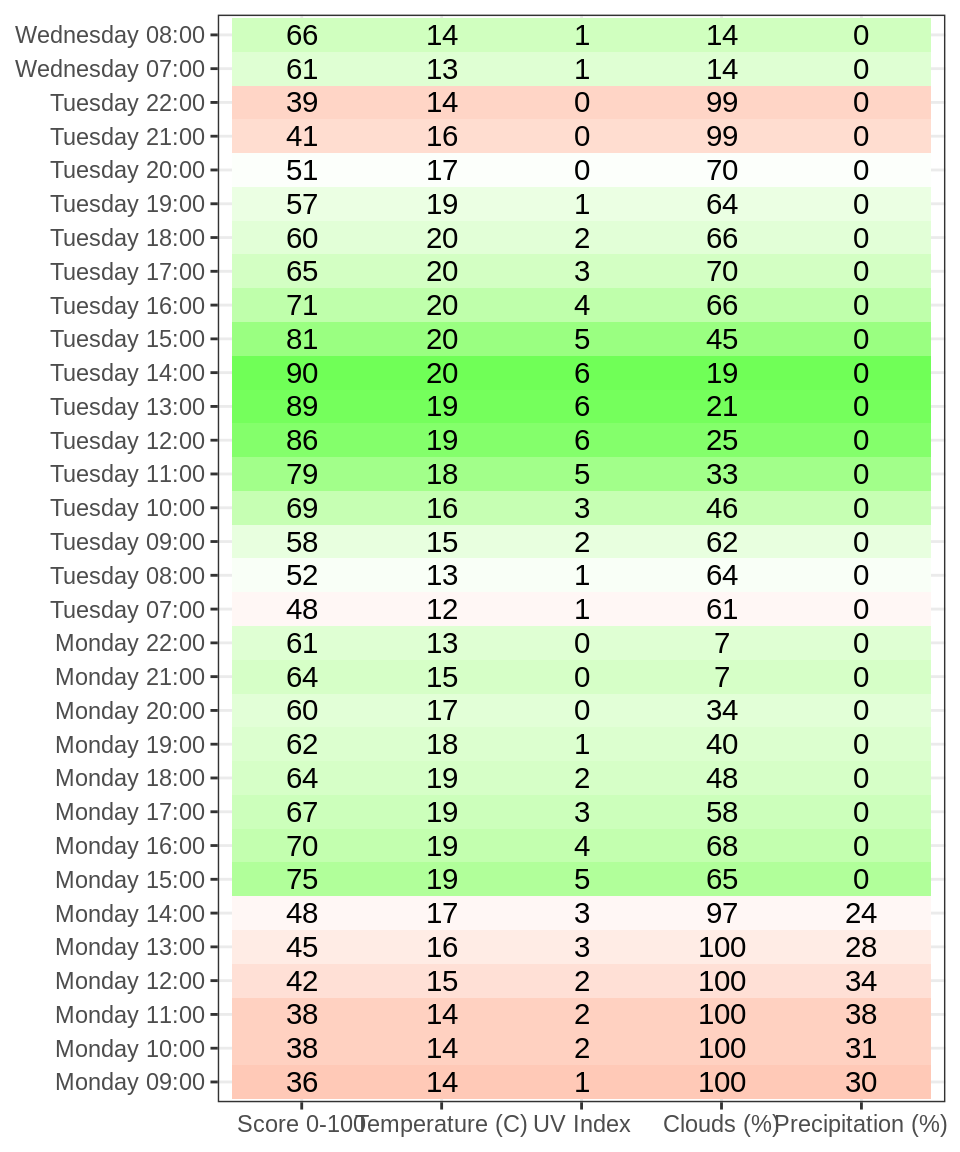 Wednesday 08:00 66 14 1 14 0
Wednesday 07:00 61 13 1 14 0
Tuesday 22:00 39 14 0 99 0
Tuesday 21:00 41 16 0 99 0
Tuesday 20:00 51 17 0 70 0
Tuesday 19:00 57 19 1 64 0
Tuesday 18:00 60 20 2 66 0
Tuesday 17:00 65 20 3 70 0
Tuesday 16:00 71 20 4 66 0
Tuesday 15:00 81 20 5 45 0
Tuesday 14:00 90 20 6 19 0
Tuesday 13:00 89 19 6 21 0
Tuesday 12:00 86 19 6 25 0
Tuesday 11:00 79 18 5 33 0
Tuesday 10:00 69 16 3 46 0
Tuesday 09:00 58 15 2 62 0
Tuesday 08:00 52 13 1 64 0
Tuesday 07:00 48 12 1 61 0
Monday 22:00 61 13 0 7 0
Monday 21:00 64 15 0 7 0
Monday 20:00 60 17 0 34 0
Monday 19:00 62 18 1 40 0
Monday 18:00 64 19 2 48 0
Monday 17:00 67 19 3 58 0
Monday 16:00 70 19 4 68 0
Monday 15:00 75 19 5 65 0
Monday 14:00 48 17 3 97 24
Monday 13:00 45 16 3 100 28
Monday 12:00 42 15 2 100 34
Monday 11:00 38 14 2 100 38
Monday 10:00 38 14 2 100 31
Monday 09:00 36 14 1 100 30
Score 0-100 Temperature (C) UV Index Clouds (%) Precipitation (%)